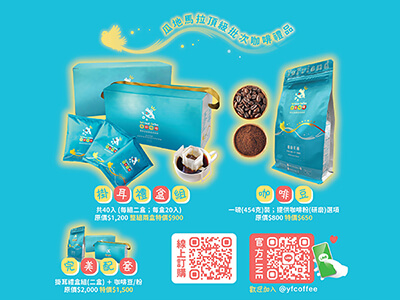 瓜地馬拉頂級批次咖啡禮品
掛耳禮盒組
共40入 (每組二盒；每盒20入)
原價$1,200 整組兩盒特價$900
咖啡豆
一磅(454克)裝；提供咖啡粉(研磨)選項
原價$800 特價$650
完美配套
掛耳禮盒組(二盒) + 咖啡豆/粉
原價$2,000 特價$1,500
線上訂購
官方LINE
歡迎加入 @yfcoffee